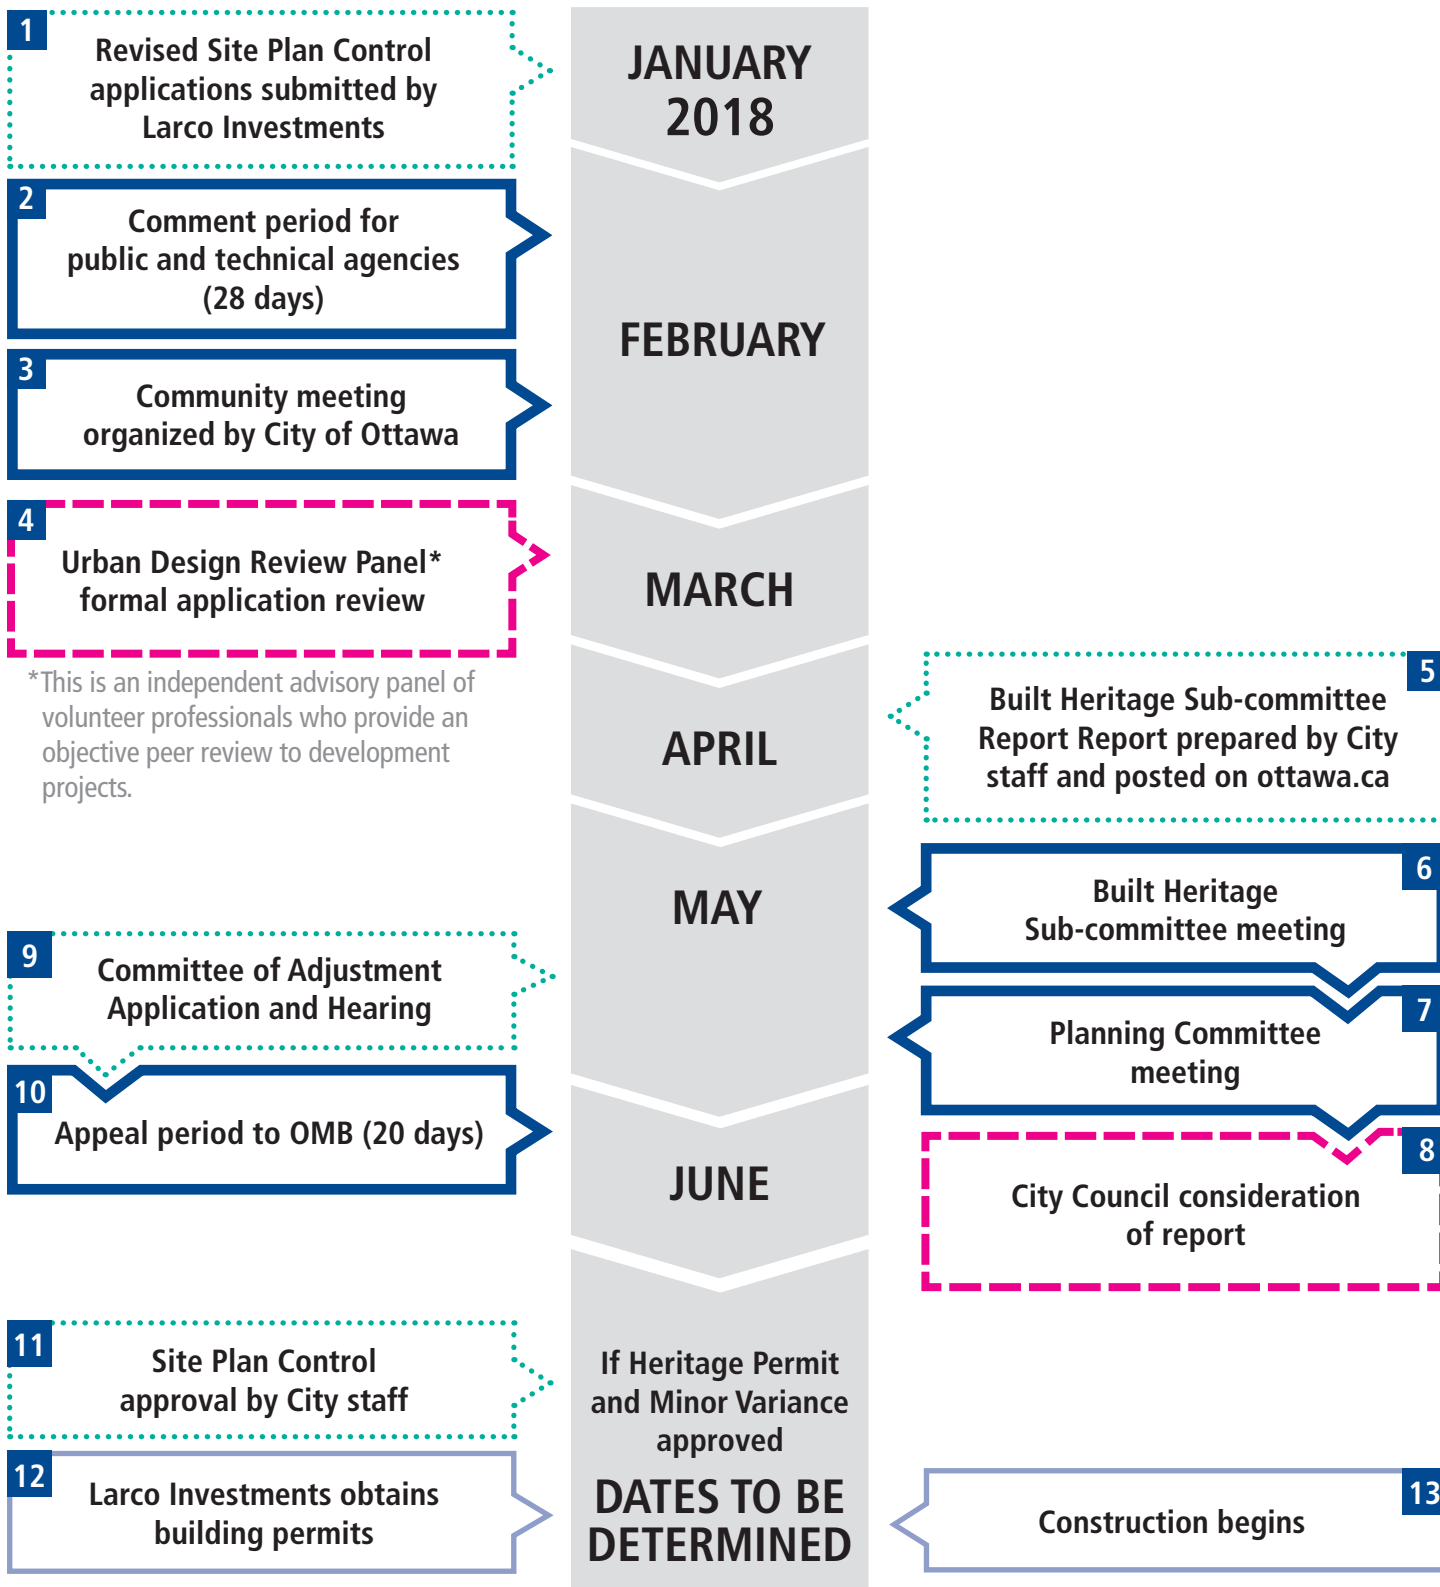 1
Revised Site Plan Control
applications submitted by
Larco Investments
JANUARY
2018
2
Comment period for
public and technical agencies
(28 days)
FEBRUARY
3
Community meeting
organized by City of Ottawa
4
Urban Design Review Panel*
formal application review
*This is an independent advisory panel of
volunteer professionals who provide an
objective peer review to development
projects.
MARCH
APRIL
5
Built Heritage Sub-committee
Report Report prepared by City
staff and posted on ottawa.ca
MAY
6
Built Heritage
Sub-committee meeting
7
Planning Committee
meeting
8
City Council consideration
of report
9
Committee of Adjustment
Application and Hearing
10
Appeal period to OMB (20 days)
JUNE
11
Site Plan Control
approval by City staff
If Heritage Permit
and Minor Variance
approved
DATES TO BE
DETERMINED
12
Larco Investments obtains
building permits
13
Construction begins